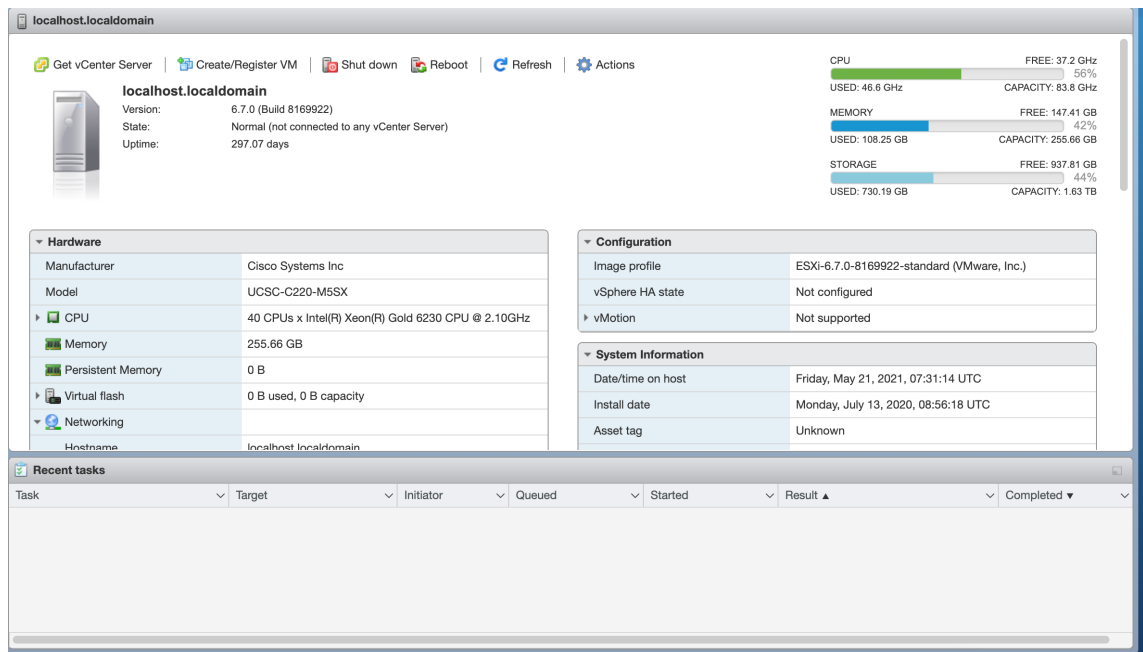 localhost.localdomain
Get vCenter Server | Create/Register VM | Shut down Reboot | Refresh | Actions
localhost.localdomain
Version: 6.7.0 (Build 8169922)
State: Normal (not connected to any vCenter Server)
Uptime: 297.07 days
CPU FREE: 37.2 GHz
56%
USED: 46.6 GHz CAPACITY: 83.8 GHz
MEMORY FREE: 147.41 GB
42%
USED: 108.25 GB CAPACITY: 255.66 GB
STORAGE FREE: 937.81 GB
44%
USED: 730.19 GB CAPACITY: 1.63 TB
Hardware
Manufacturer Cisco Systems Inc
Model UCSC-C220-M5SX
CPU 40 CPUs x Intel(R) Xeon(R) Gold 6230 CPU @ 2.10GHz
Memory 255.66 GB
Persistent Memory 0 B
Virtual flash 0 B used, 0 B capacity
Networking
Hostname localhost.localdomain
Configuration
Image profile ESXi-6.7.0-8169922-standard (VMware, Inc.)
vSphere HA state Not configured
vMotion Not supported
System Information
Date/time on host Friday, May 21, 2021, 07:31:14 UTC
Install date Monday, July 13, 2020, 08:56:18 UTC
Asset tag Unknown
Recent tasks
Task Target Initiator Queued Started Result ▲ Completed ▼